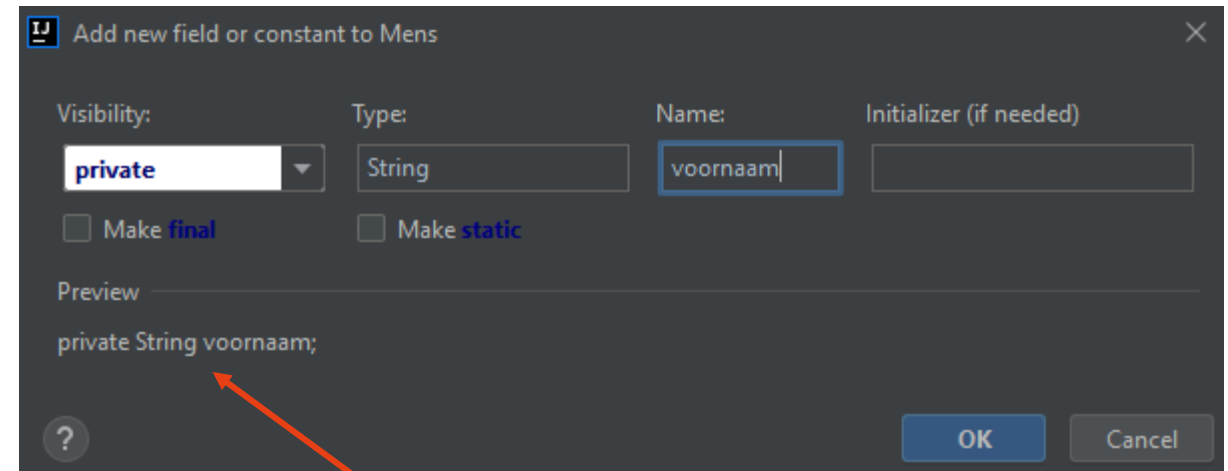 IJ Add new field or constant to Mens
Visibility: Type: Name: Initializer (if needed)
private String voornaam
Make final Make static
Preview
private String voornaam;
? OK Cancel